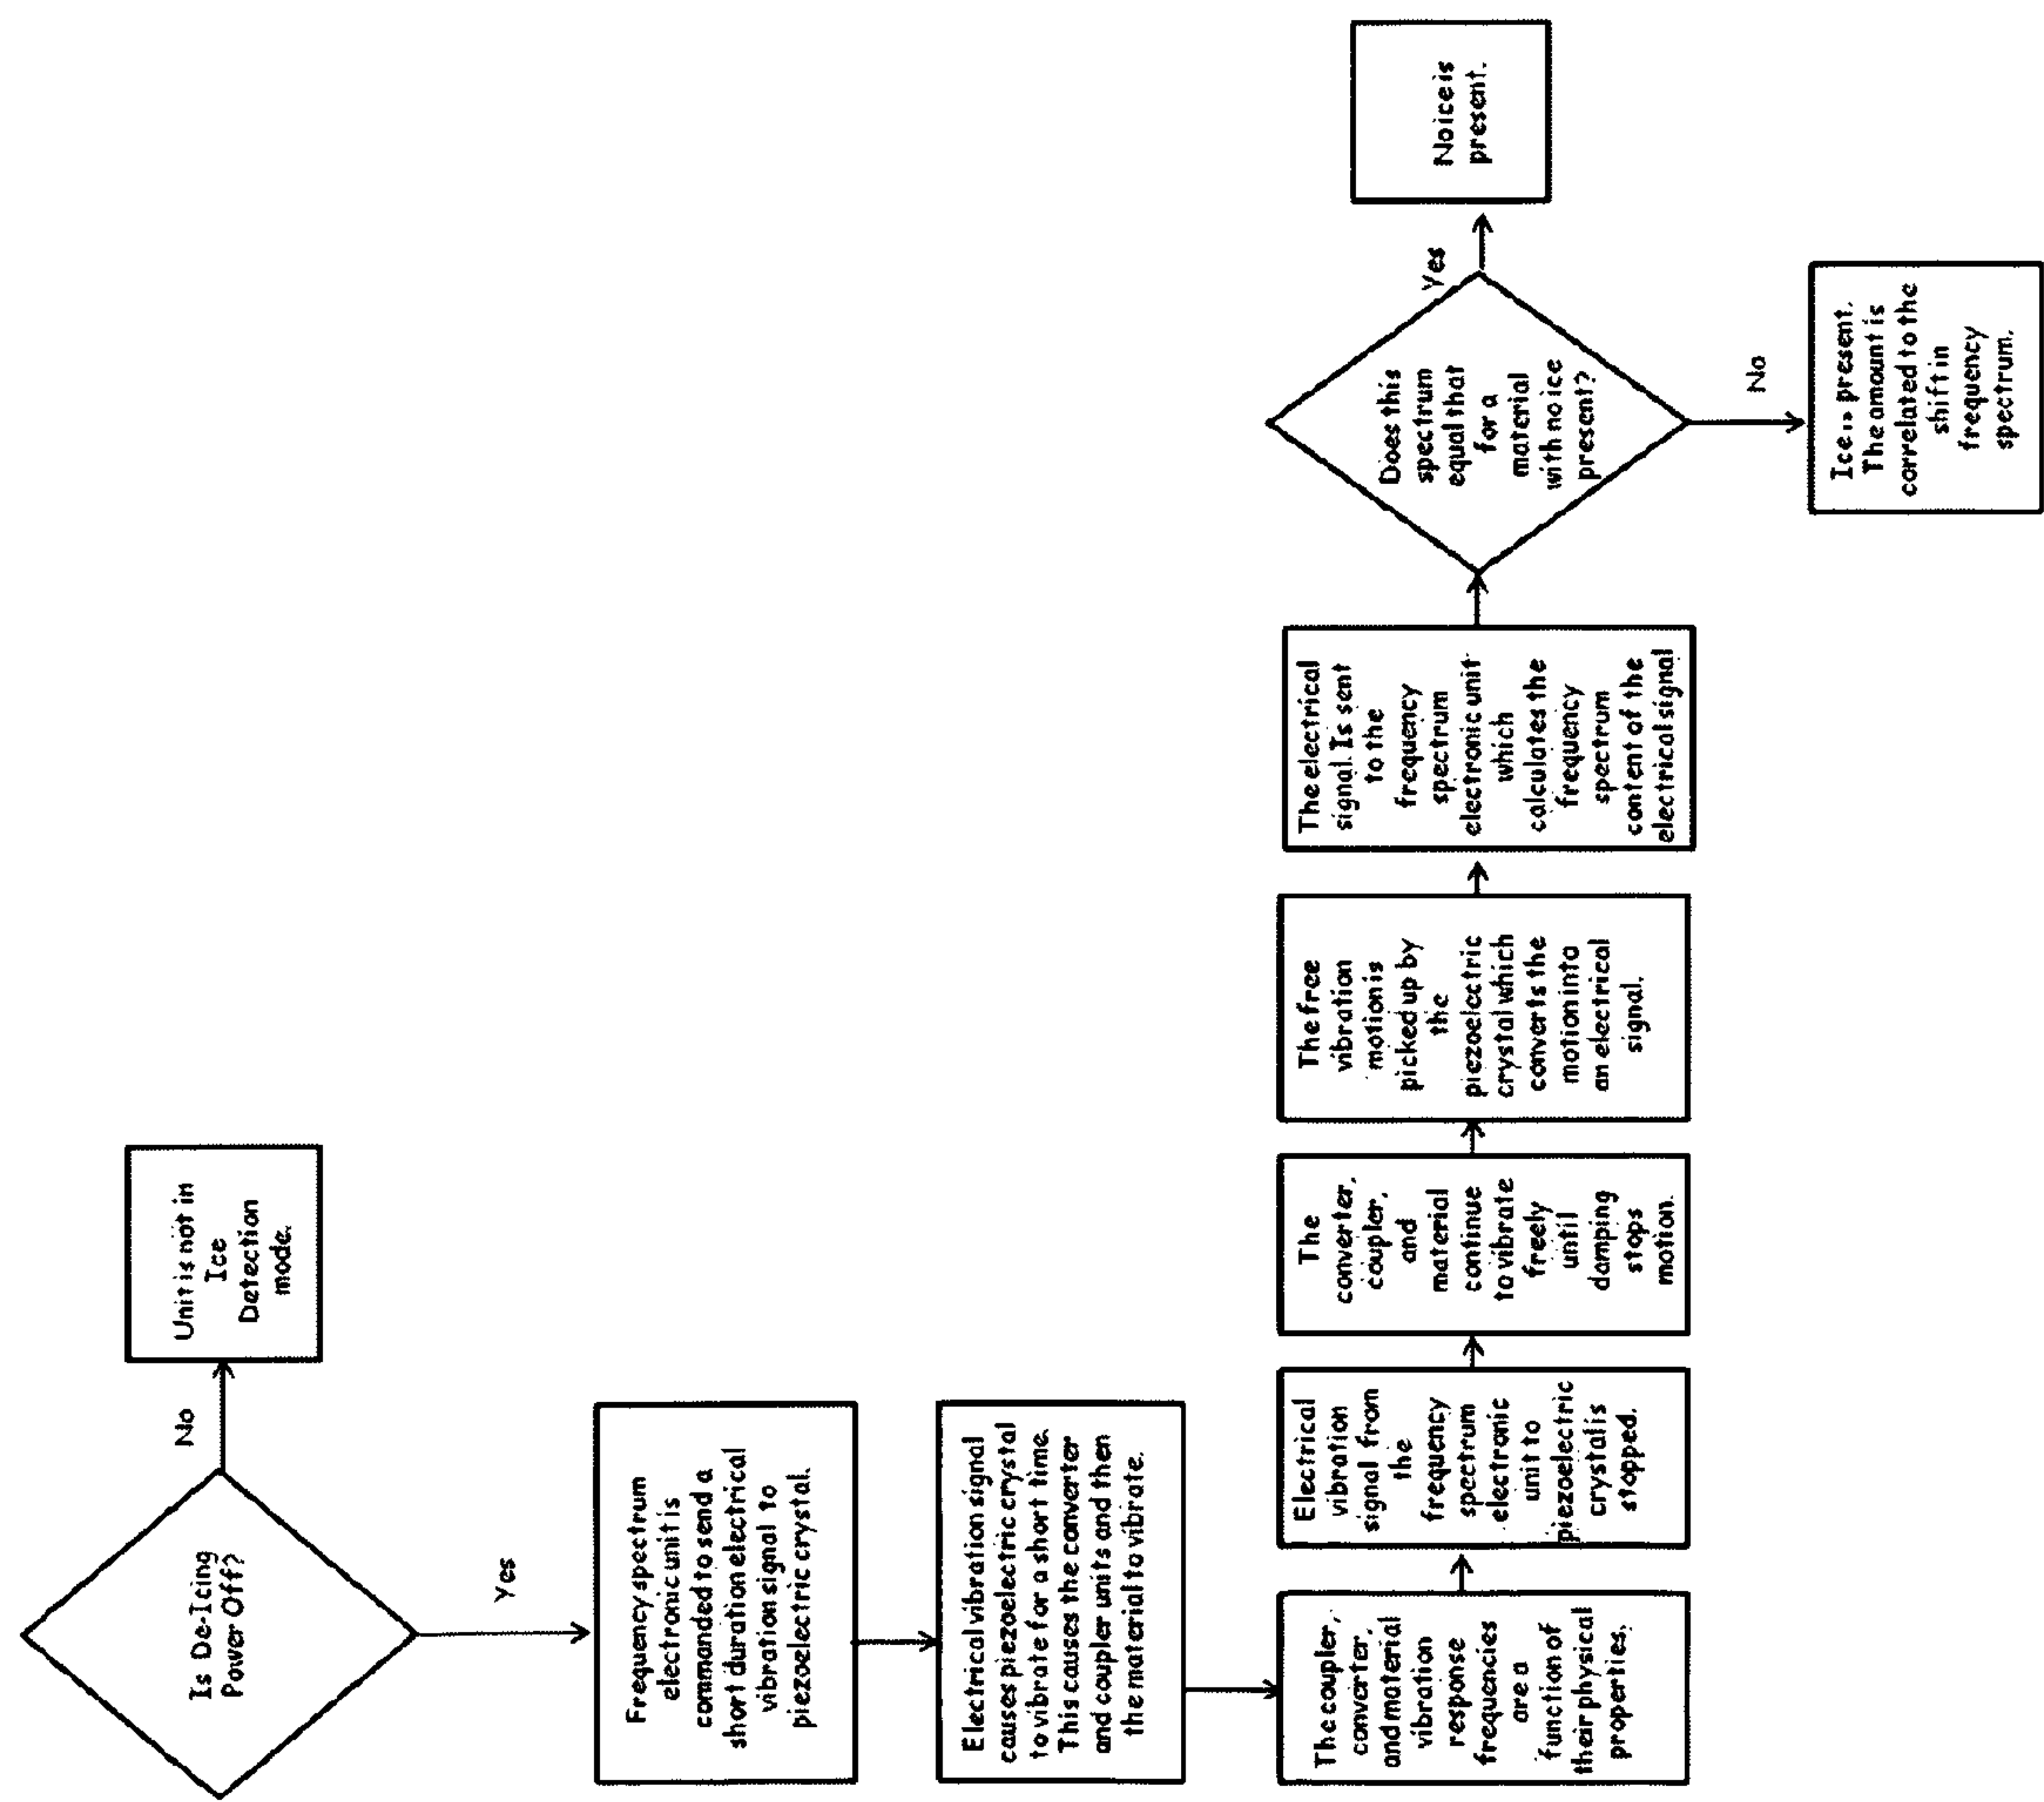 Is De-Icing
Power Off?
No
Unit is not in
Ice
Detection
mode.
Yes
Frequency spectrum
electronic unit is
commanded to send a
short duration electrical
vibration signal to
piezoelectric crystal.
Electrical vibration signal
causes piezoelectric crystal
to vibrate for a short time.
This causes the converter
and coupler units and then
the material to vibrate.
The coupler,
converter,
and material
vibration
response
frequencies
are a
function of
their physical
properties.
Electrical
vibration
signal from
the
frequency
spectrum
electronic
unit to
piezoelectric
crystal is
stopped.
The
converter,
coupler,
and
material
continue
to vibrate
freely
until
damping
stops
motion.
The free
vibration
motion is
picked up by
the
piezoelectric
crystal which
converts the
motion into
an electrical
signal.
The electrical
signal. Is sent
to the
frequency
spectrum
electronic unit
which
calculates the
frequency
spectrum
content of the
electrical signal
Does this
spectrum
equal that
for a
material
with no ice
present?
Yes
No ice is
present.
No
Ice present.
The amount is
correlated to the
shift in
frequency
spectrum.